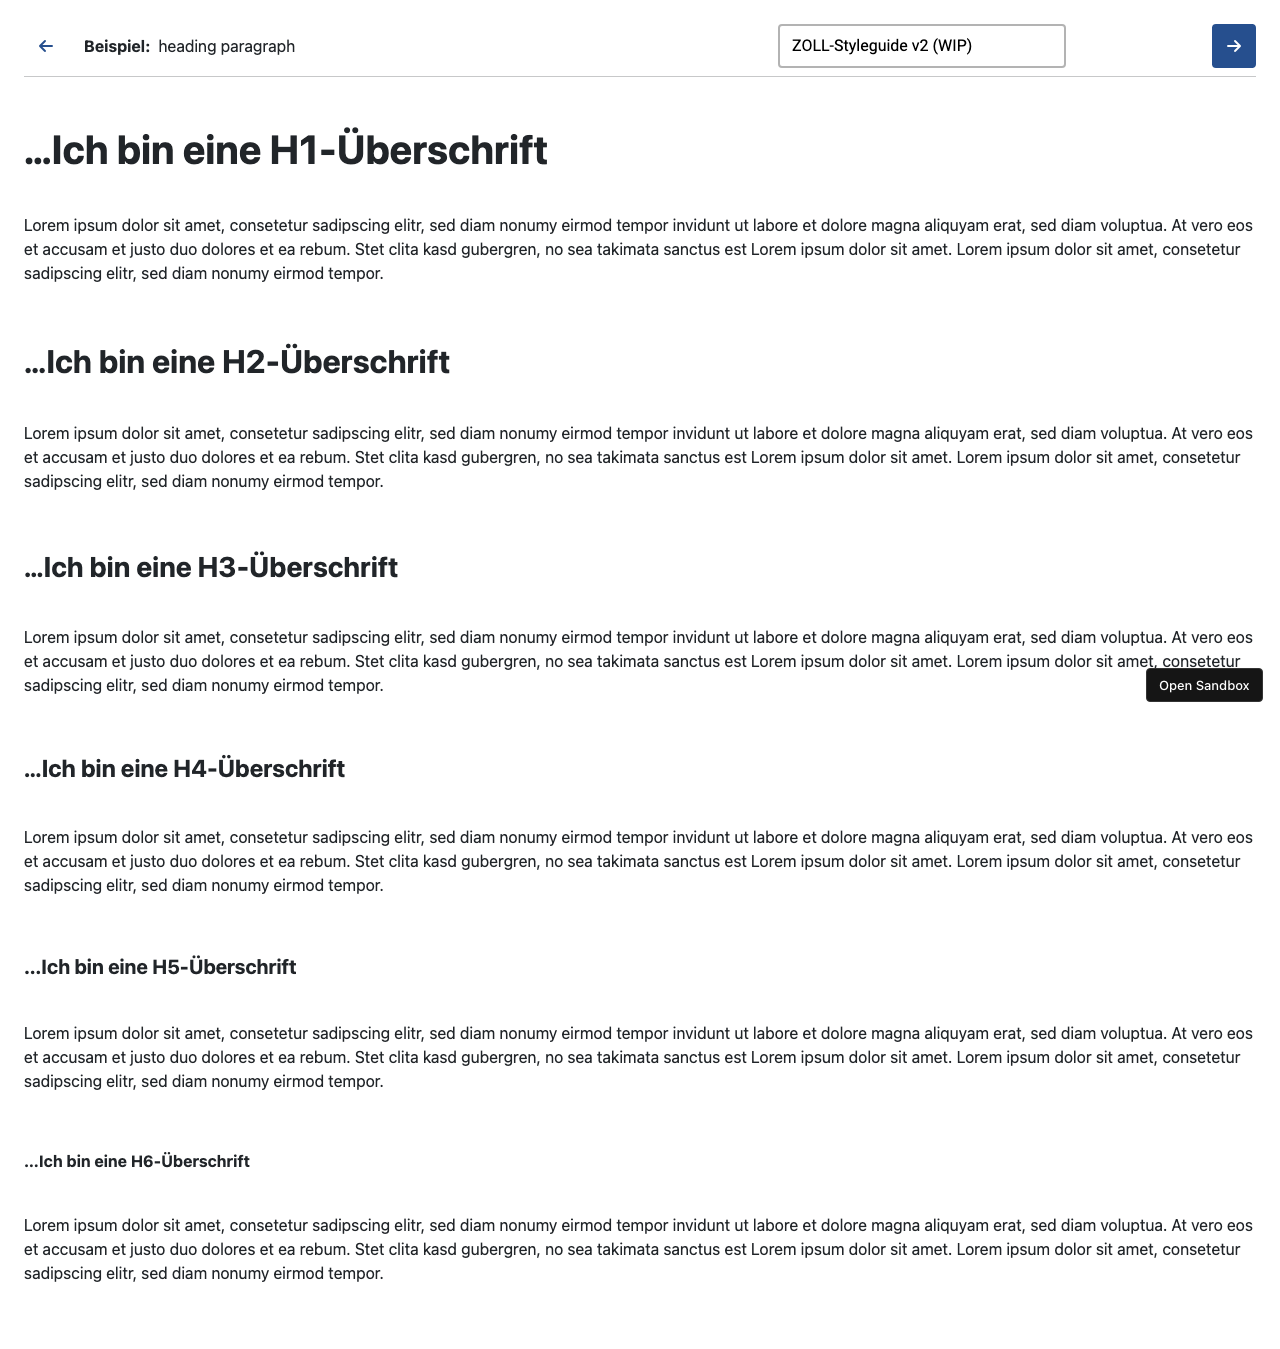 Beispiel: heading paragraph
ZOLL-Styleguide v2 (WIP)
...Ich bin eine H1-Überschrift
Lorem ipsum dolor sit amet, consetetur sadipscing elitr, sed diam nonumy eirmod tempor invidunt ut labore et dolore magna aliquyam erat, sed diam voluptua. At vero eos
et accusam et justo duo dolores et ea rebum. Stet clita kasd gubergren, no sea takimata sanctus est Lorem ipsum dolor sit amet. Lorem ipsum dolor sit amet, consetetur
sadipscing elitr, sed diam nonumy eirmod tempor.
...Ich bin eine H2-Überschrift
Lorem ipsum dolor sit amet, consetetur sadipscing elitr, sed diam nonumy eirmod tempor invidunt ut labore et dolore magna aliquyam erat, sed diam voluptua. At vero eos
et accusam et justo duo dolores et ea rebum. Stet clita kasd gubergren, no sea takimata sanctus est Lorem ipsum dolor sit amet. Lorem ipsum dolor sit amet, consetetur
sadipscing elitr, sed diam nonumy eirmod tempor.
...Ich bin eine H3-Überschrift
Lorem ipsum dolor sit amet, consetetur sadipscing elitr, sed diam nonumy eirmod tempor invidunt ut labore et dolore magna aliquyam erat, sed diam voluptua. At vero eos
et accusam et justo duo dolores et ea rebum. Stet clita kasd gubergren, no sea takimata sanctus est Lorem ipsum dolor sit amet. Lorem ipsum dolor sit amet, consetetur
sadipscing elitr, sed diam nonumy eirmod tempor.
Open Sandbox
...Ich bin eine H4-Überschrift
Lorem ipsum dolor sit amet, consetetur sadipscing elitr, sed diam nonumy eirmod tempor invidunt ut labore et dolore magna aliquyam erat, sed diam voluptua. At vero eos
et accusam et justo duo dolores et ea rebum. Stet clita kasd gubergren, no sea takimata sanctus est Lorem ipsum dolor sit amet. Lorem ipsum dolor sit amet, consetetur
sadipscing elitr, sed diam nonumy eirmod tempor.
...Ich bin eine H5-Überschrift
Lorem ipsum dolor sit amet, consetetur sadipscing elitr, sed diam nonumy eirmod tempor invidunt ut labore et dolore magna aliquyam erat, sed diam voluptua. At vero eos
et accusam et justo duo dolores et ea rebum. Stet clita kasd gubergren, no sea takimata sanctus est Lorem ipsum dolor sit amet. Lorem ipsum dolor sit amet, consetetur
sadipscing elitr, sed diam nonumy eirmod tempor.
...Ich bin eine H6-Überschrift
Lorem ipsum dolor sit amet, consetetur sadipscing elitr, sed diam nonumy eirmod tempor invidunt ut labore et dolore magna aliquyam erat, sed diam voluptua. At vero eos
et accusam et justo duo dolores et ea rebum. Stet clita kasd gubergren, no sea takimata sanctus est Lorem ipsum dolor sit amet. Lorem ipsum dolor sit amet, consetetur
sadipscing elitr, sed diam nonumy eirmod tempor.